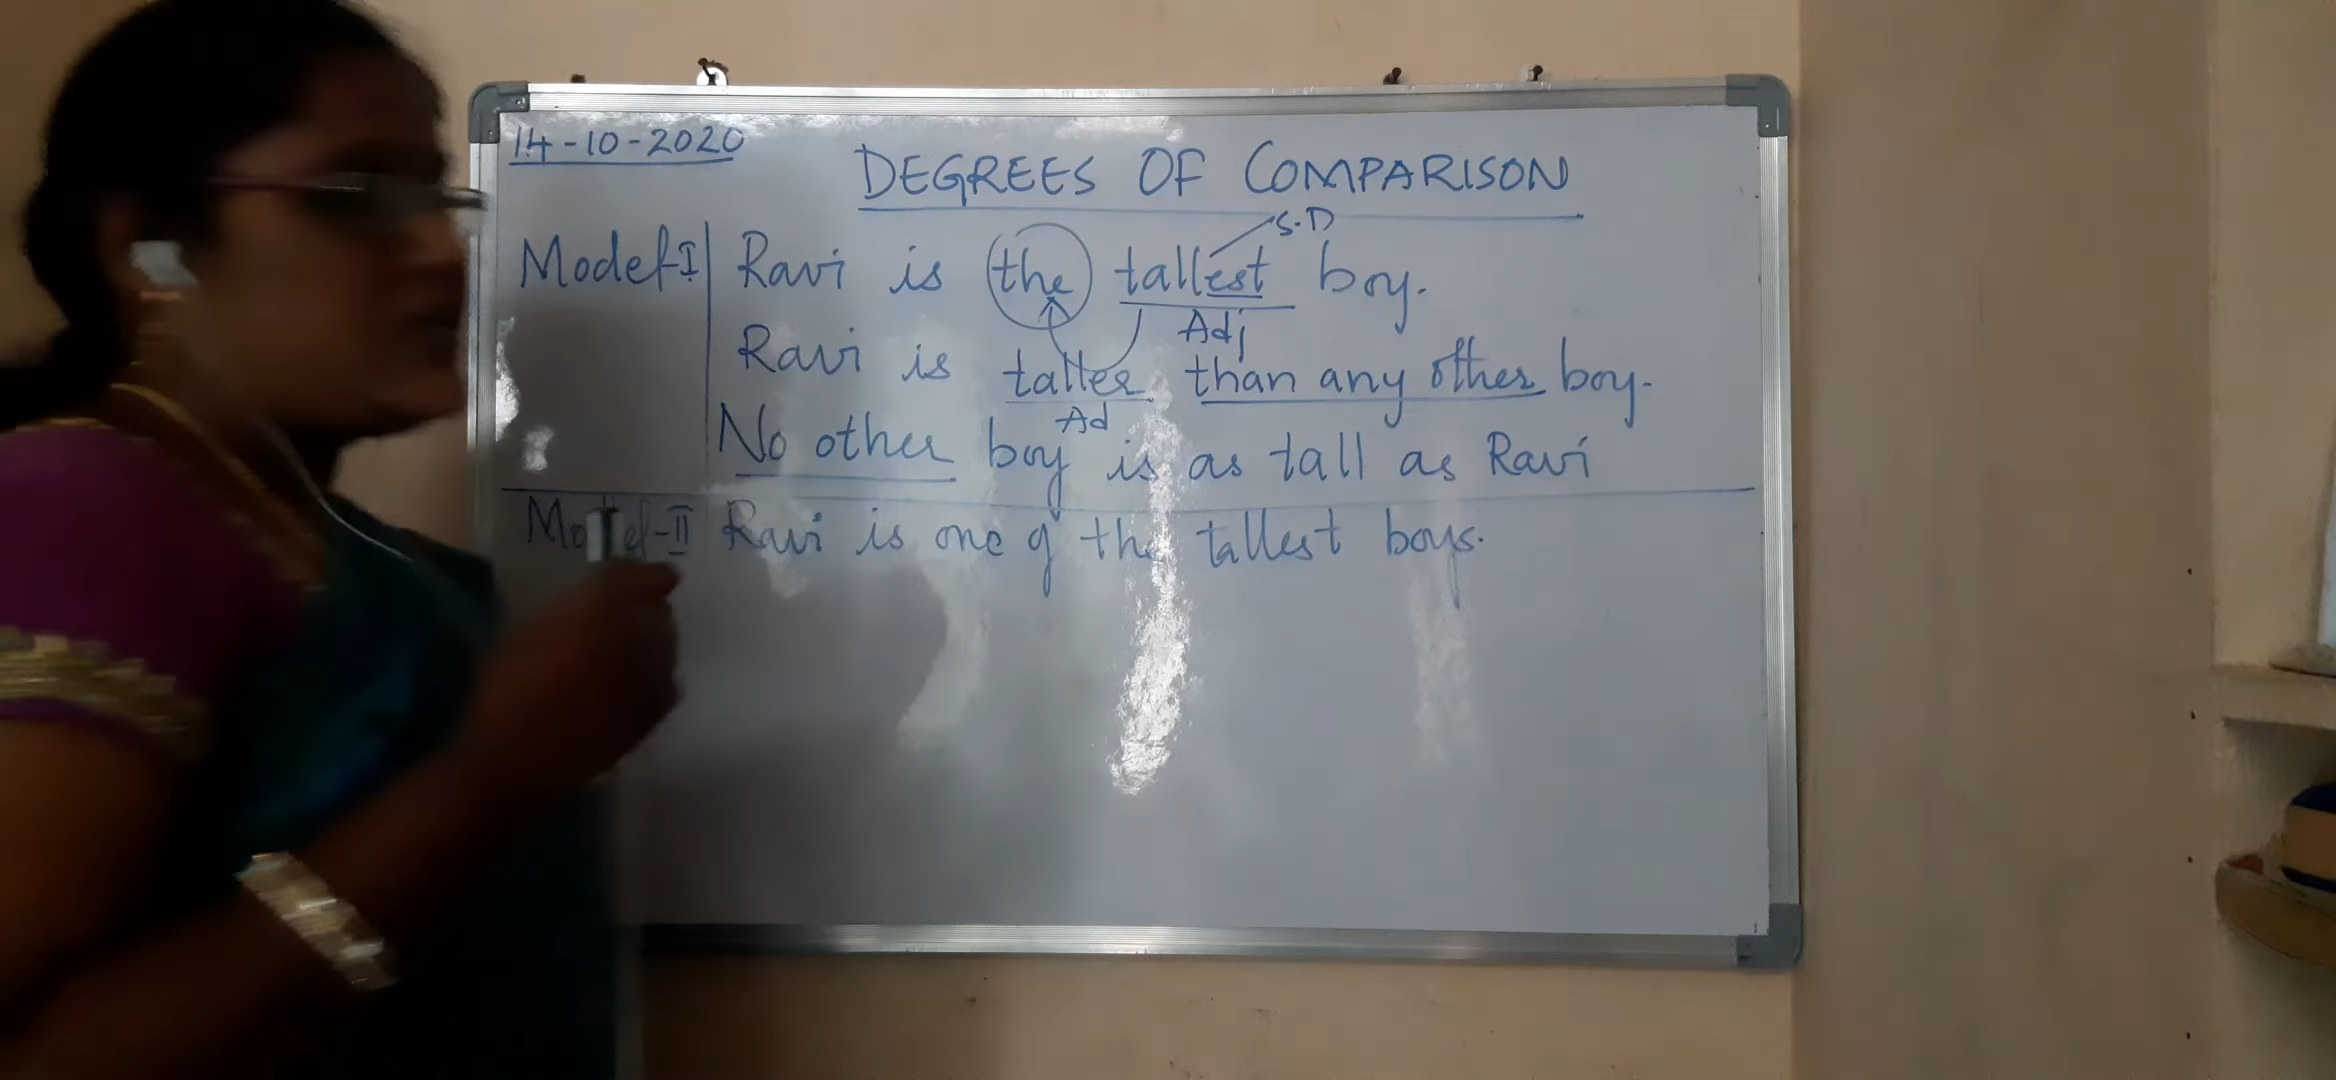 14-10-2020
DEGREES OF COMPARISON
S.D
Model-I Ravi is the tallest boy.
Adj
Ravi is taller than any other boy.
Ad
No other boy is as tall as Ravi
Model-II Ravi is one of the tallest boys.